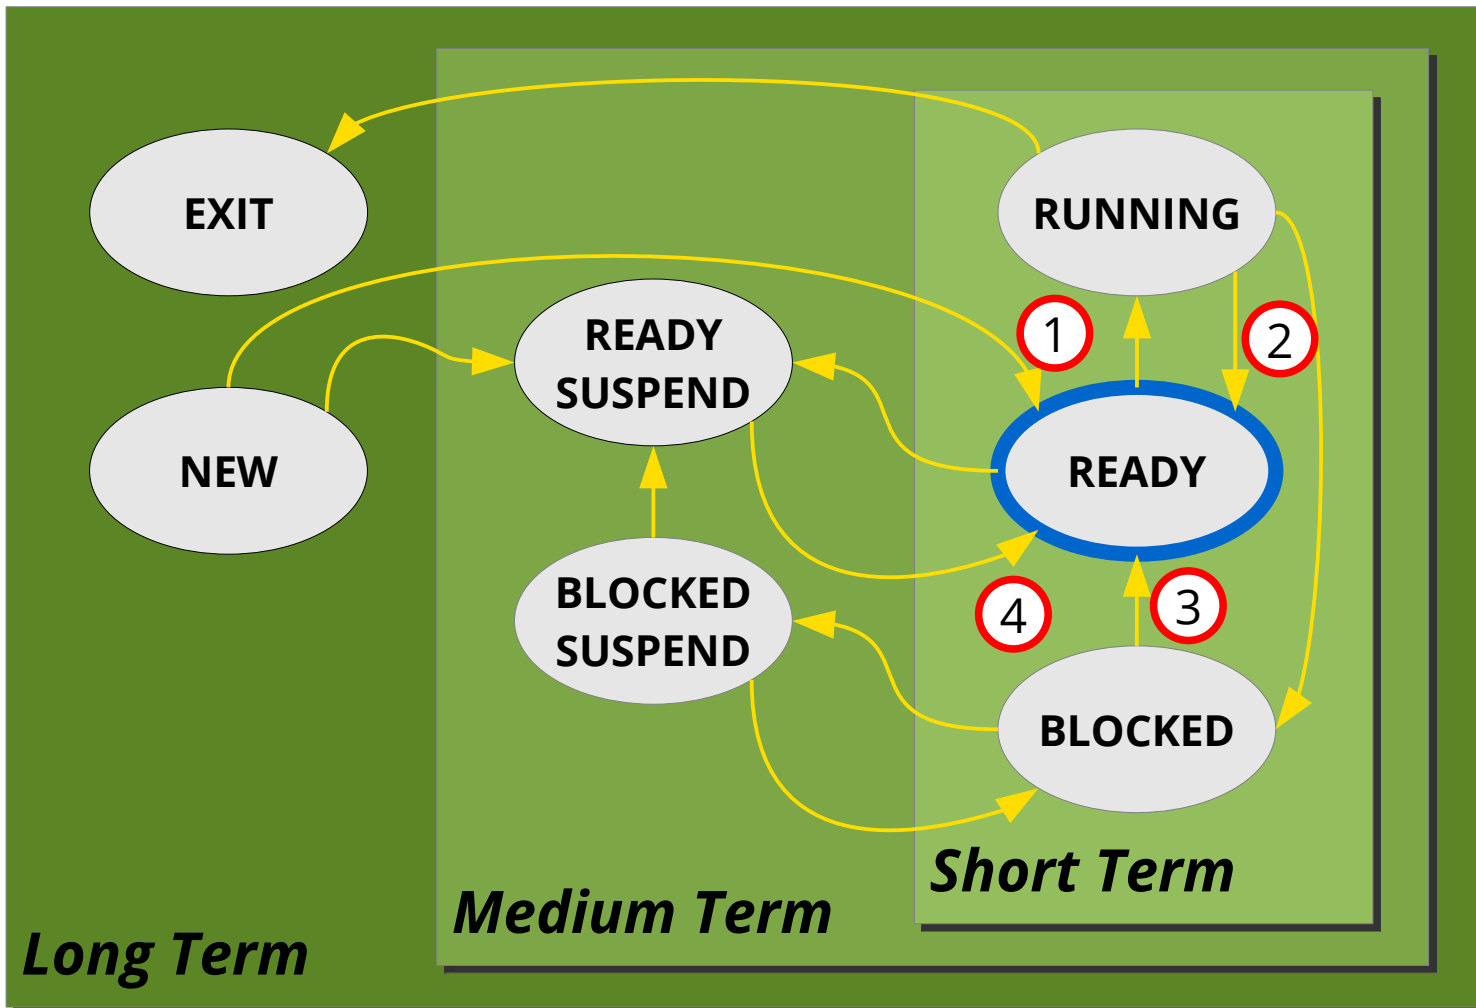 EXIT
RUNNING
1
2
READY
SUSPEND
NEW
READY
BLOCKED
SUSPEND
4
3
BLOCKED
Short Term
Medium Term
Long Term